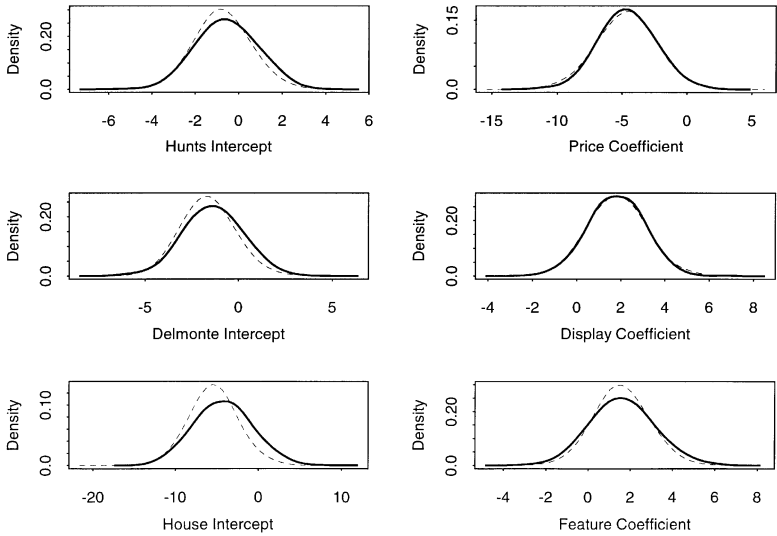 Density
0.0 0.20
-6 -4 -2 0 2 4 6
Hunts Intercept
Density
0.0 0.15
-15 -10 -5 0 5
Price Coefficient
Density
0.0 0.20
-5 0 5
Delmonte Intercept
Density
0.0 0.20
-4 -2 0 2 4 6 8
Display Coefficient
Density
0.0 0.10
-20 -10 0 10
House Intercept
Density
0.0 0.20
-4 -2 0 2 4 6 8
Feature Coefficient